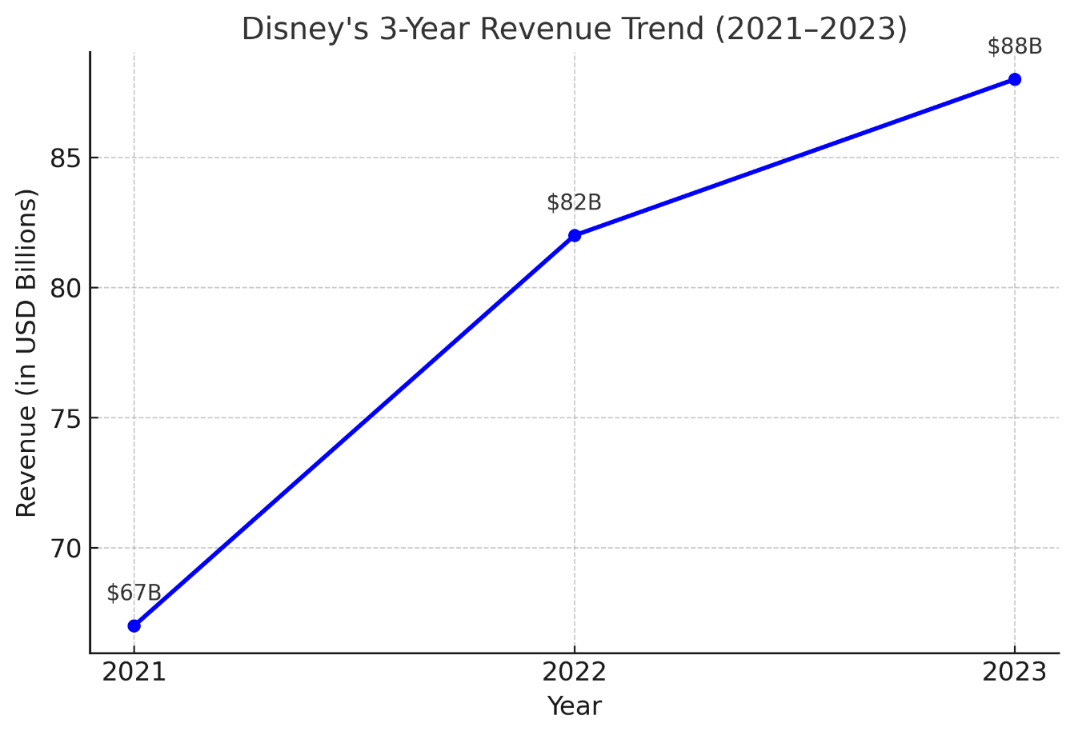 Disney's 3-Year Revenue Trend (2021–2023)
$88B
85
$82B
80
75
70
$67B
Revenue (in USD Billions)
2021
2022
2023
Year